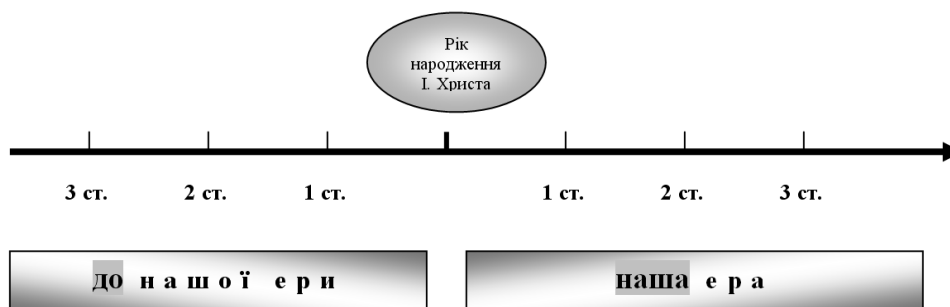 Рік
народження
І. Христа
3 ст. 2 ст. 1 ст. 1 ст. 2 ст. 3 ст.
до нашої ери наша ера